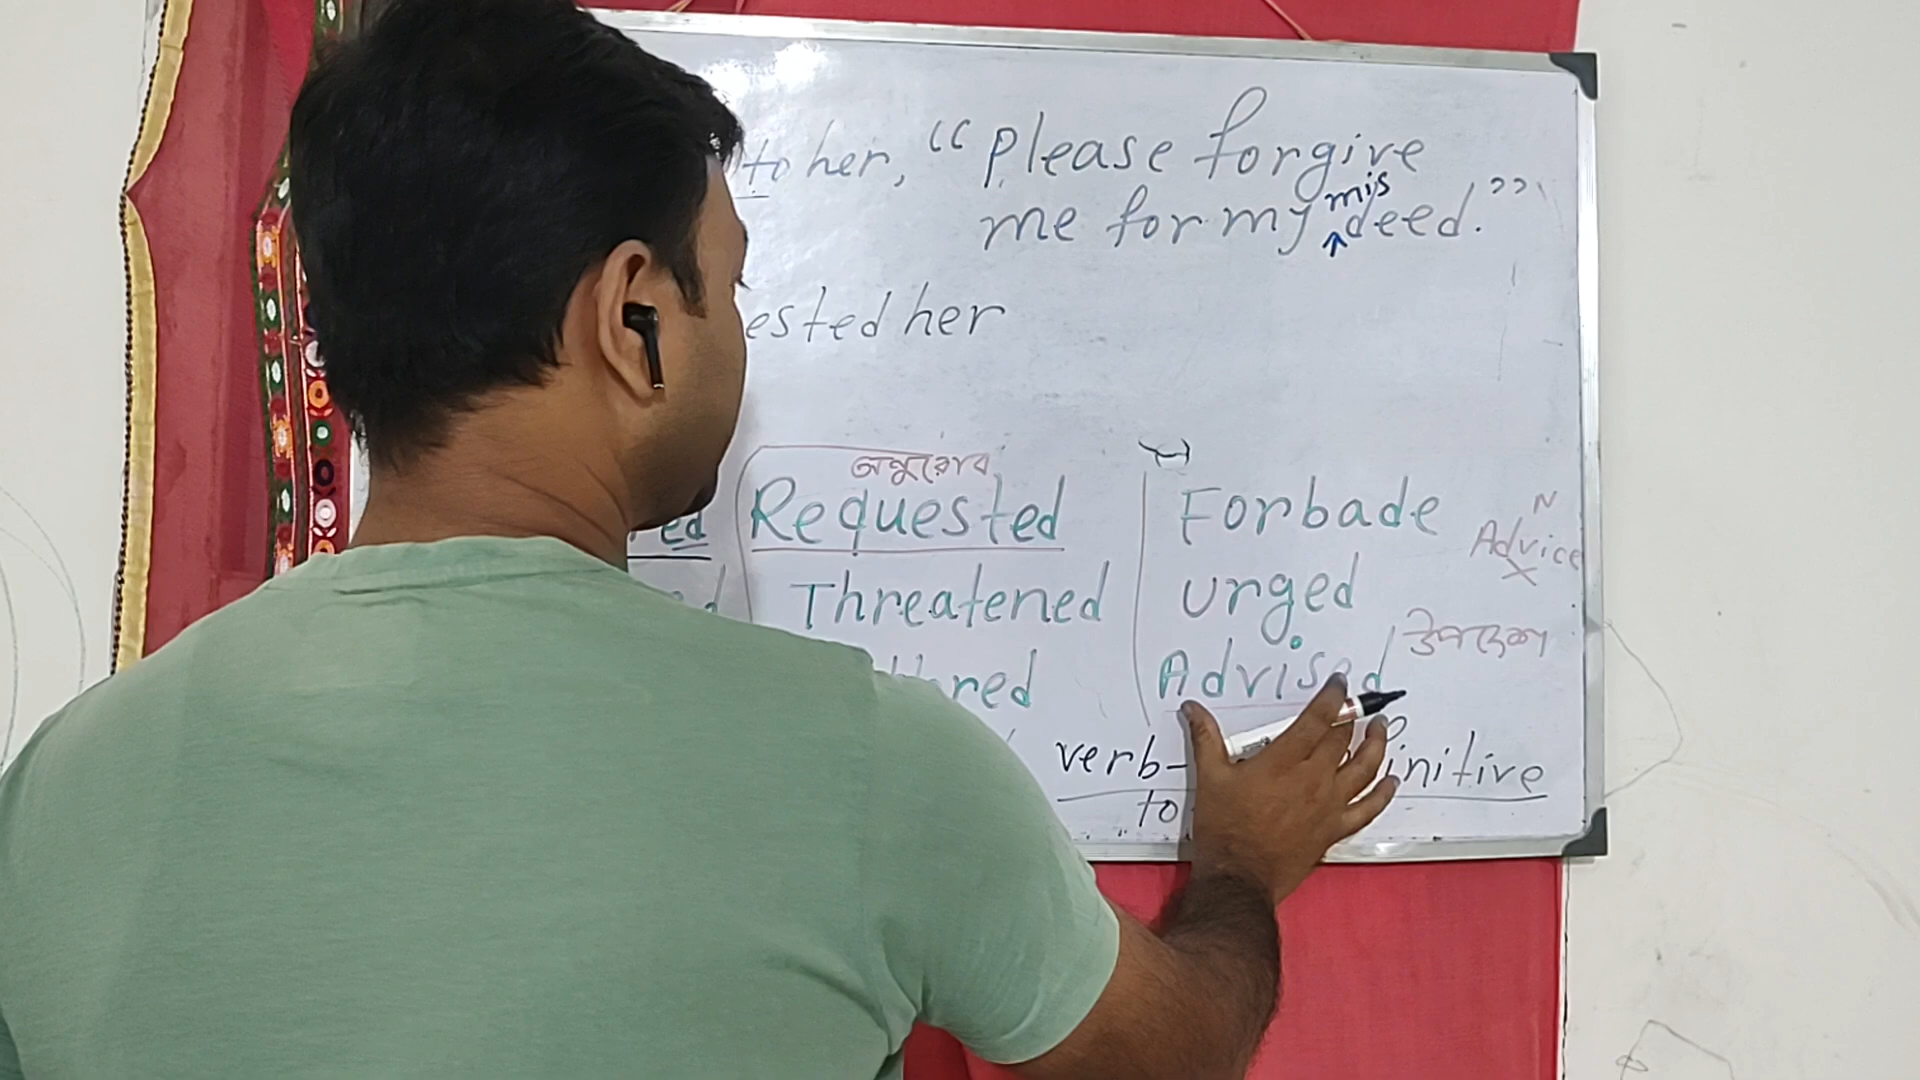 to her, “Please forgive
mis
me for my deed.”
ested her
অনুরোধ
ed Requested Forbade N
Advice
Threatened urged
উপদেশ
red Advised
verb- initive
to